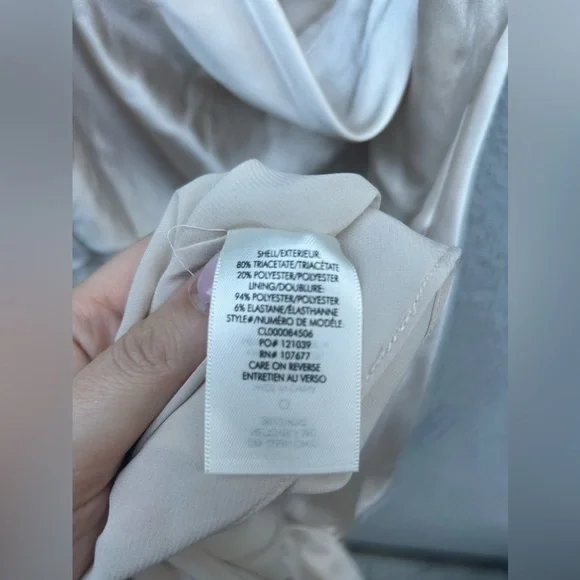 SHELL/EXTERIEUR:
80% TRIACETATE/TRIACÉTATE
20% POLYESTER/POLYESTER
LINING/DOUBLURE:
94% POLYESTER/POLYESTER
6% ELASTANE/ÉLASTHANNE
STYLE#/NUMÉRO DE MODÈLE:
CL000084506
PO# 121039
RN# 107677
CARE ON REVERSE
ENTRETIEN AU VERSO